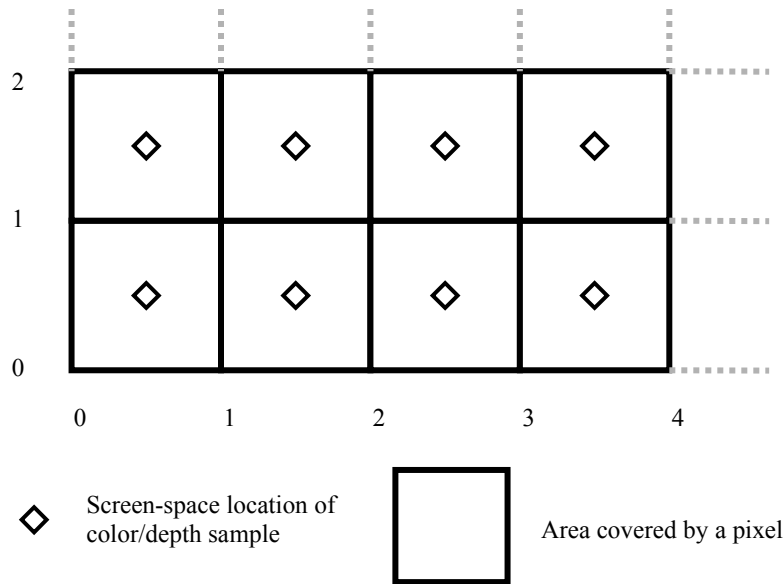 2
1
0
0 1 2 3 4
Screen-space location of
color/depth sample
Area covered by a pixel